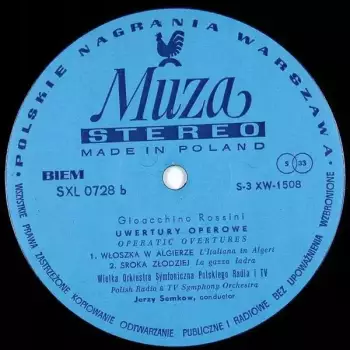 • POLSKIE NAGRANIA WARSZAWA •
Muza
STEREO
MADE IN POLAND
BIEM
SXL 0728 b
S-3 XW-1508
S 33
Gioacchino Rossini
UWERTURY OPEROWE
OPERATIC OVERTURES
1. WŁOSZKA W ALGIERZE L'Italiana in Algeri
2. SROKA ZŁODZIEJ La gazza ladra
Wielka Orkiestra Symfoniczna Polskiego Radia i TV
Polish Radio & TV Symphony Orchestra
Jerzy Semkow, conductor
WSZYSTKIE PRAWA ZASTRZEŻONE KOPIOWANIE ODTWARZANIE PUBLICZNE I RADIOWE BEZ UPOWAŻNIENIA WZBRONIONE